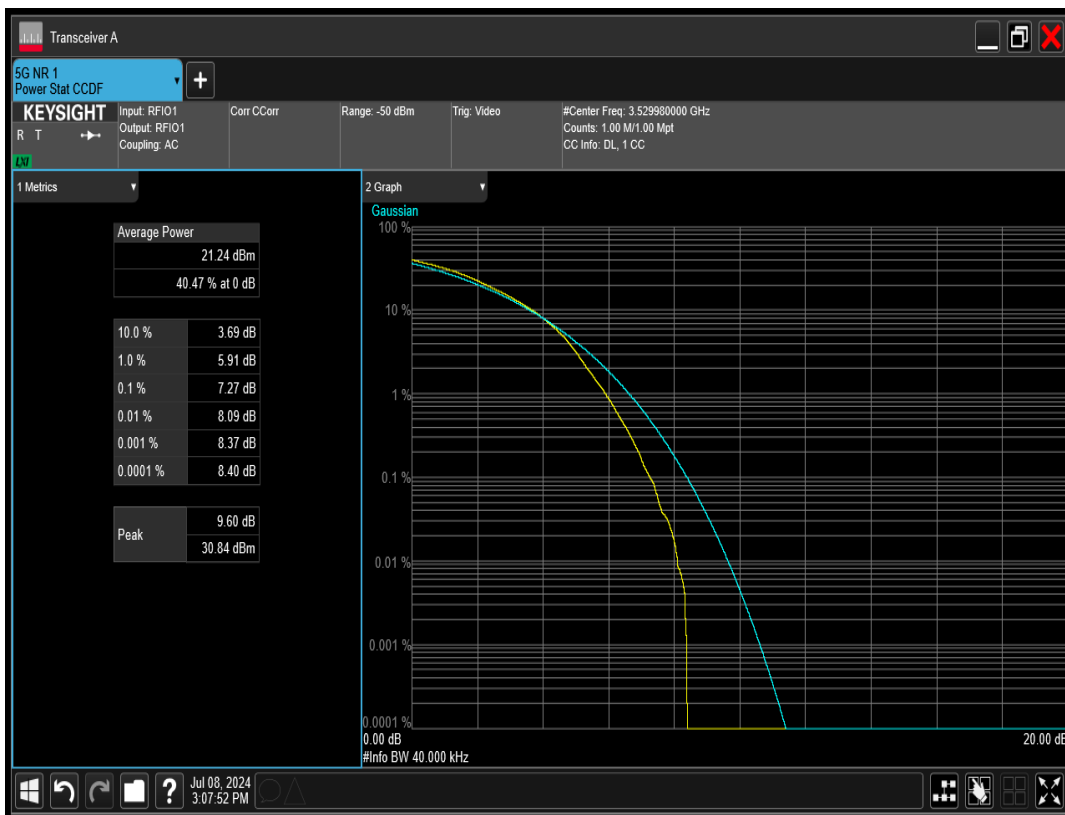 Transceiver A
5G NR 1
Power Stat CCDF
+
KEYSIGHT
R T
LXI
Input: RFIO1
Output: RFIO1
Coupling: AC
Corr CCorr
Range: -50 dBm
Trig: Video
#Center Freq: 3.529980000 GHz
Counts: 1.00 M/1.00 Mpt
CC Info: DL, 1 CC
1 Metrics
Average Power
21.24 dBm
40.47 % at 0 dB
10.0 % 3.69 dB
1.0 % 5.91 dB
0.1 % 7.27 dB
0.01 % 8.09 dB
0.001 % 8.37 dB
0.0001 % 8.40 dB
Peak
9.60 dB
30.84 dBm
2 Graph
Gaussian
100 %
10 %
1 %
0.1 %
0.01 %
0.001 %
0.0001 %
0.00 dB
20.00 dB
#Info BW 40.000 kHz
?
Jul 08, 2024
3:07:52 PM